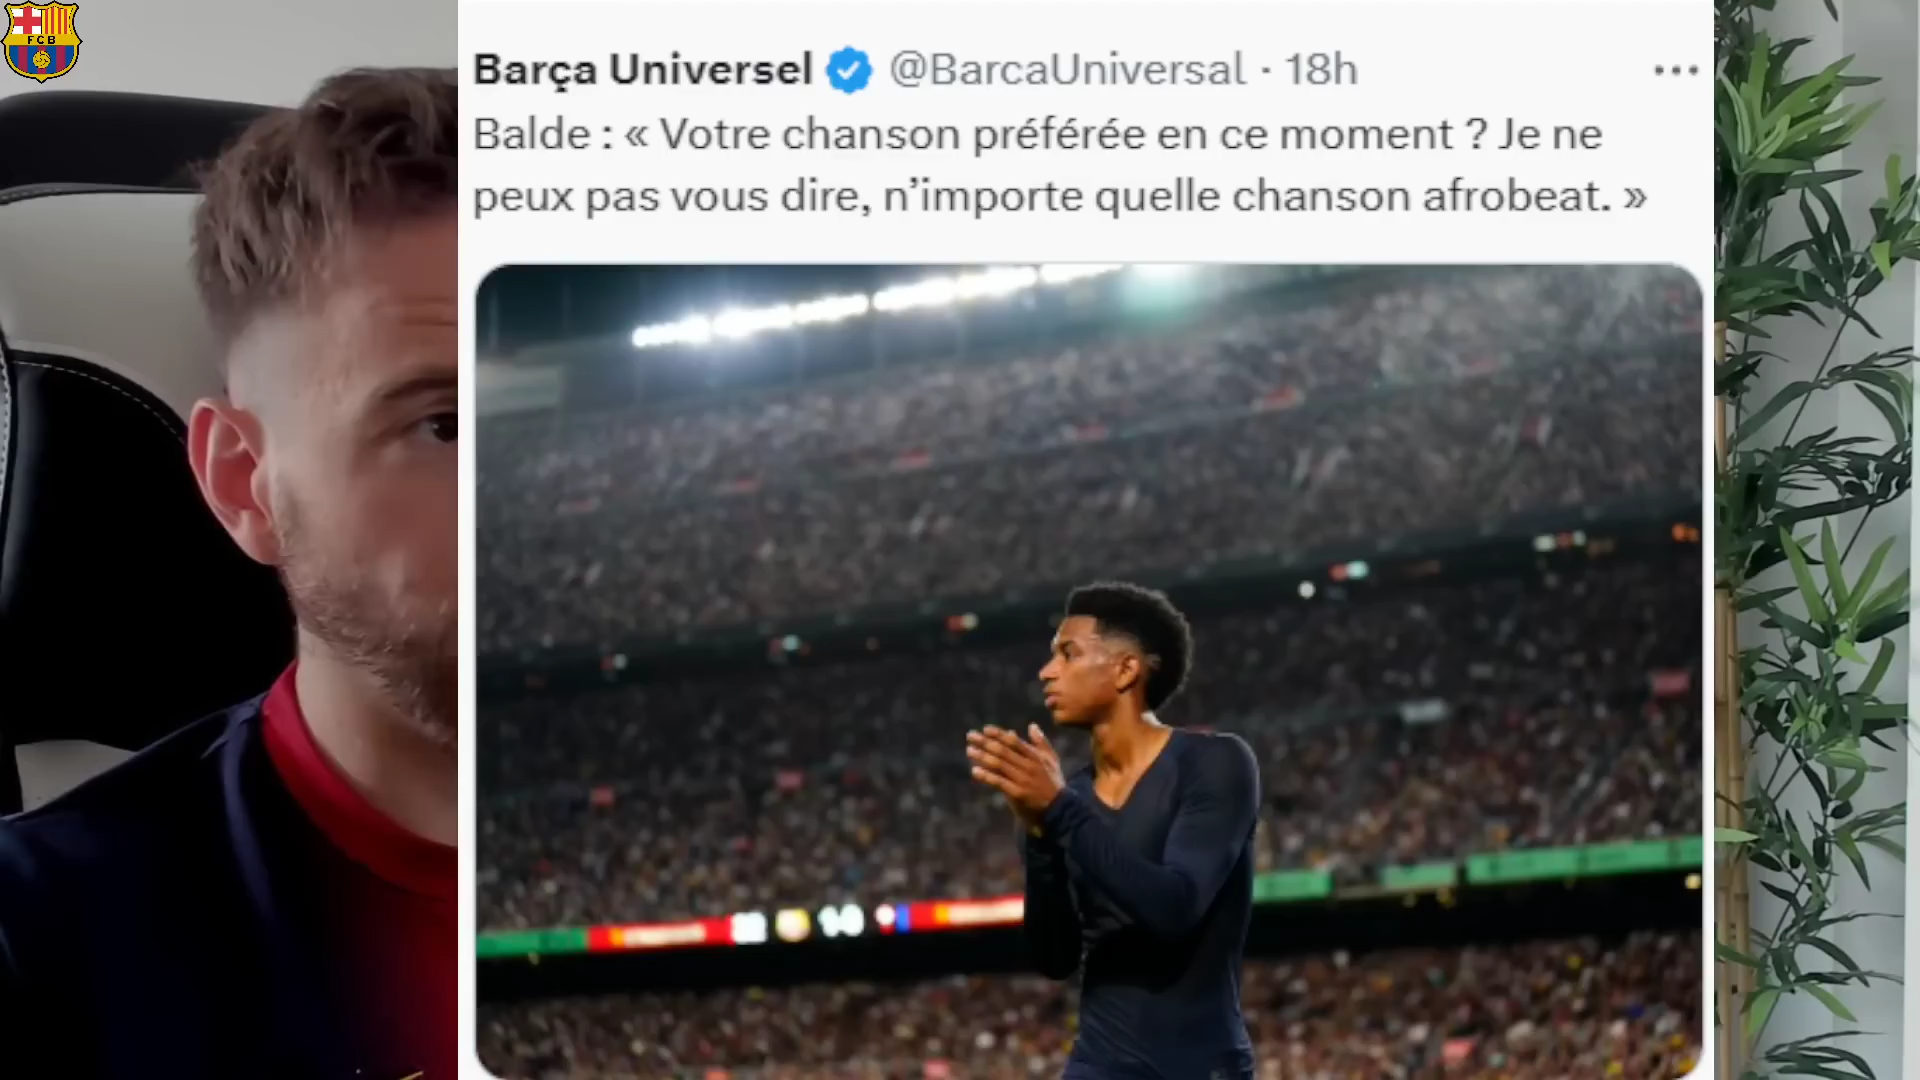 FCB
Barça Universel @BarcaUniversal · 18h
Balde : « Votre chanson préférée en ce moment ? Je ne
peux pas vous dire, n’importe quelle chanson afrobeat. »